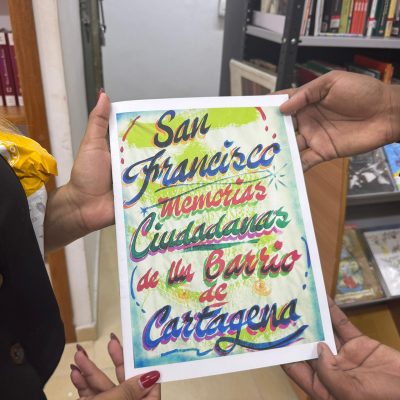 San
Francisco
Memorias
Ciudadanas
de Un Barrio
de
Cartagena